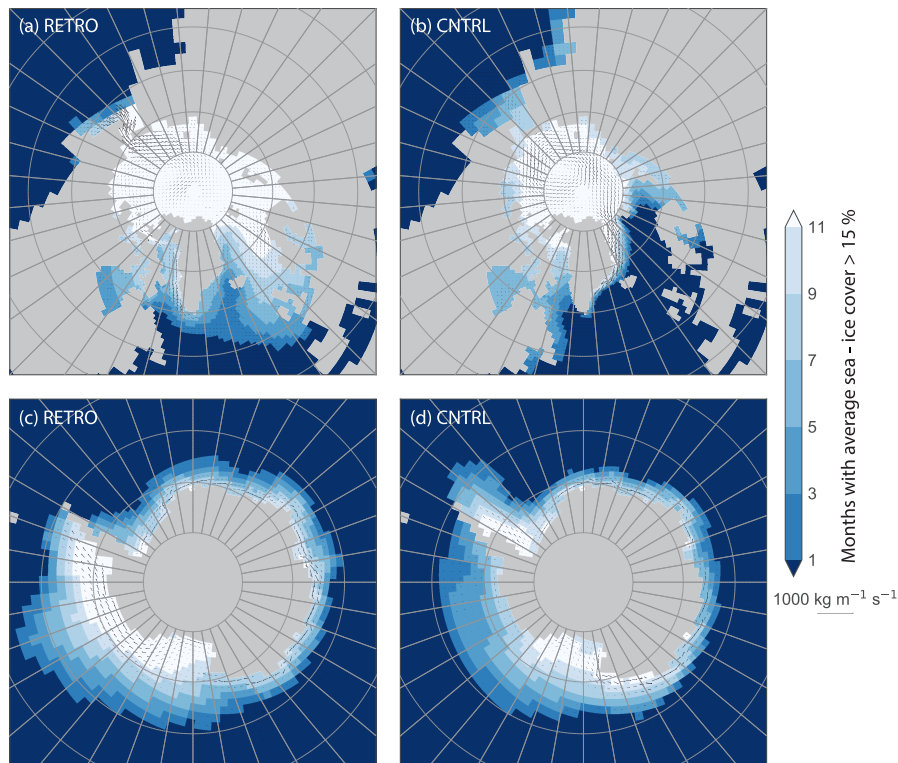 (a) RETRO
(b) CNTRL
(c) RETRO
(d) CNTRL
11
9
7
5
3
1
Months with average sea - ice cover > 15 %
1000 kg m⁻¹ s⁻¹